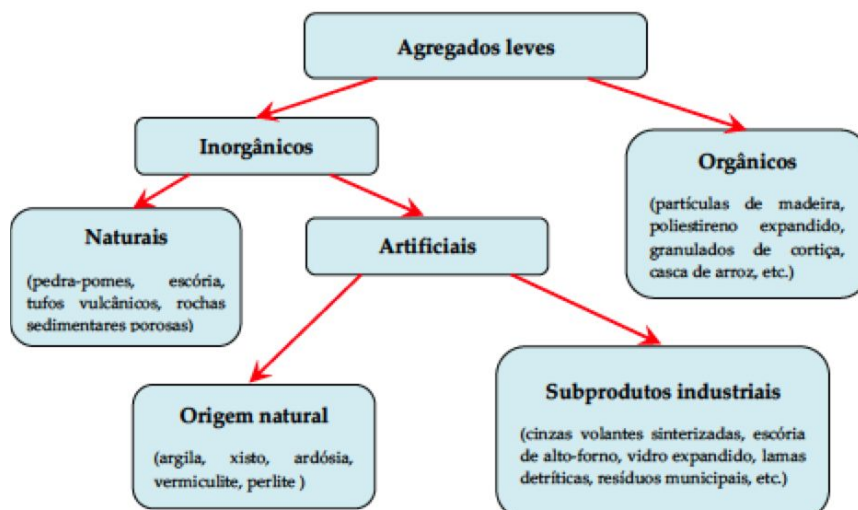 Agregados leves
Inorgânicos
Orgânicos
(partículas de madeira,
poliestireno expandido,
granulados de cortiça,
casca de arroz, etc.)
Naturais
(pedra-pomes, escória,
tufos vulcânicos, rochas
sedimentares porosas)
Artificiais
Origem natural
(argila, xisto, ardósia,
vermiculite, perlite )
Subprodutos industriais
(cinzas volantes sinterizadas, escória
de alto-forno, vidro expandido, lamas
detríticas, resíduos municipais, etc.)